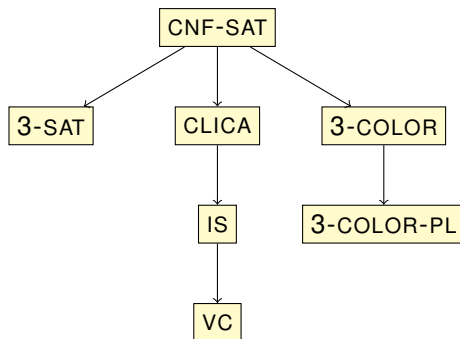 CNF-SAT
3-SAT
CLICA
3-COLOR
IS
3-COLOR-PL
VC